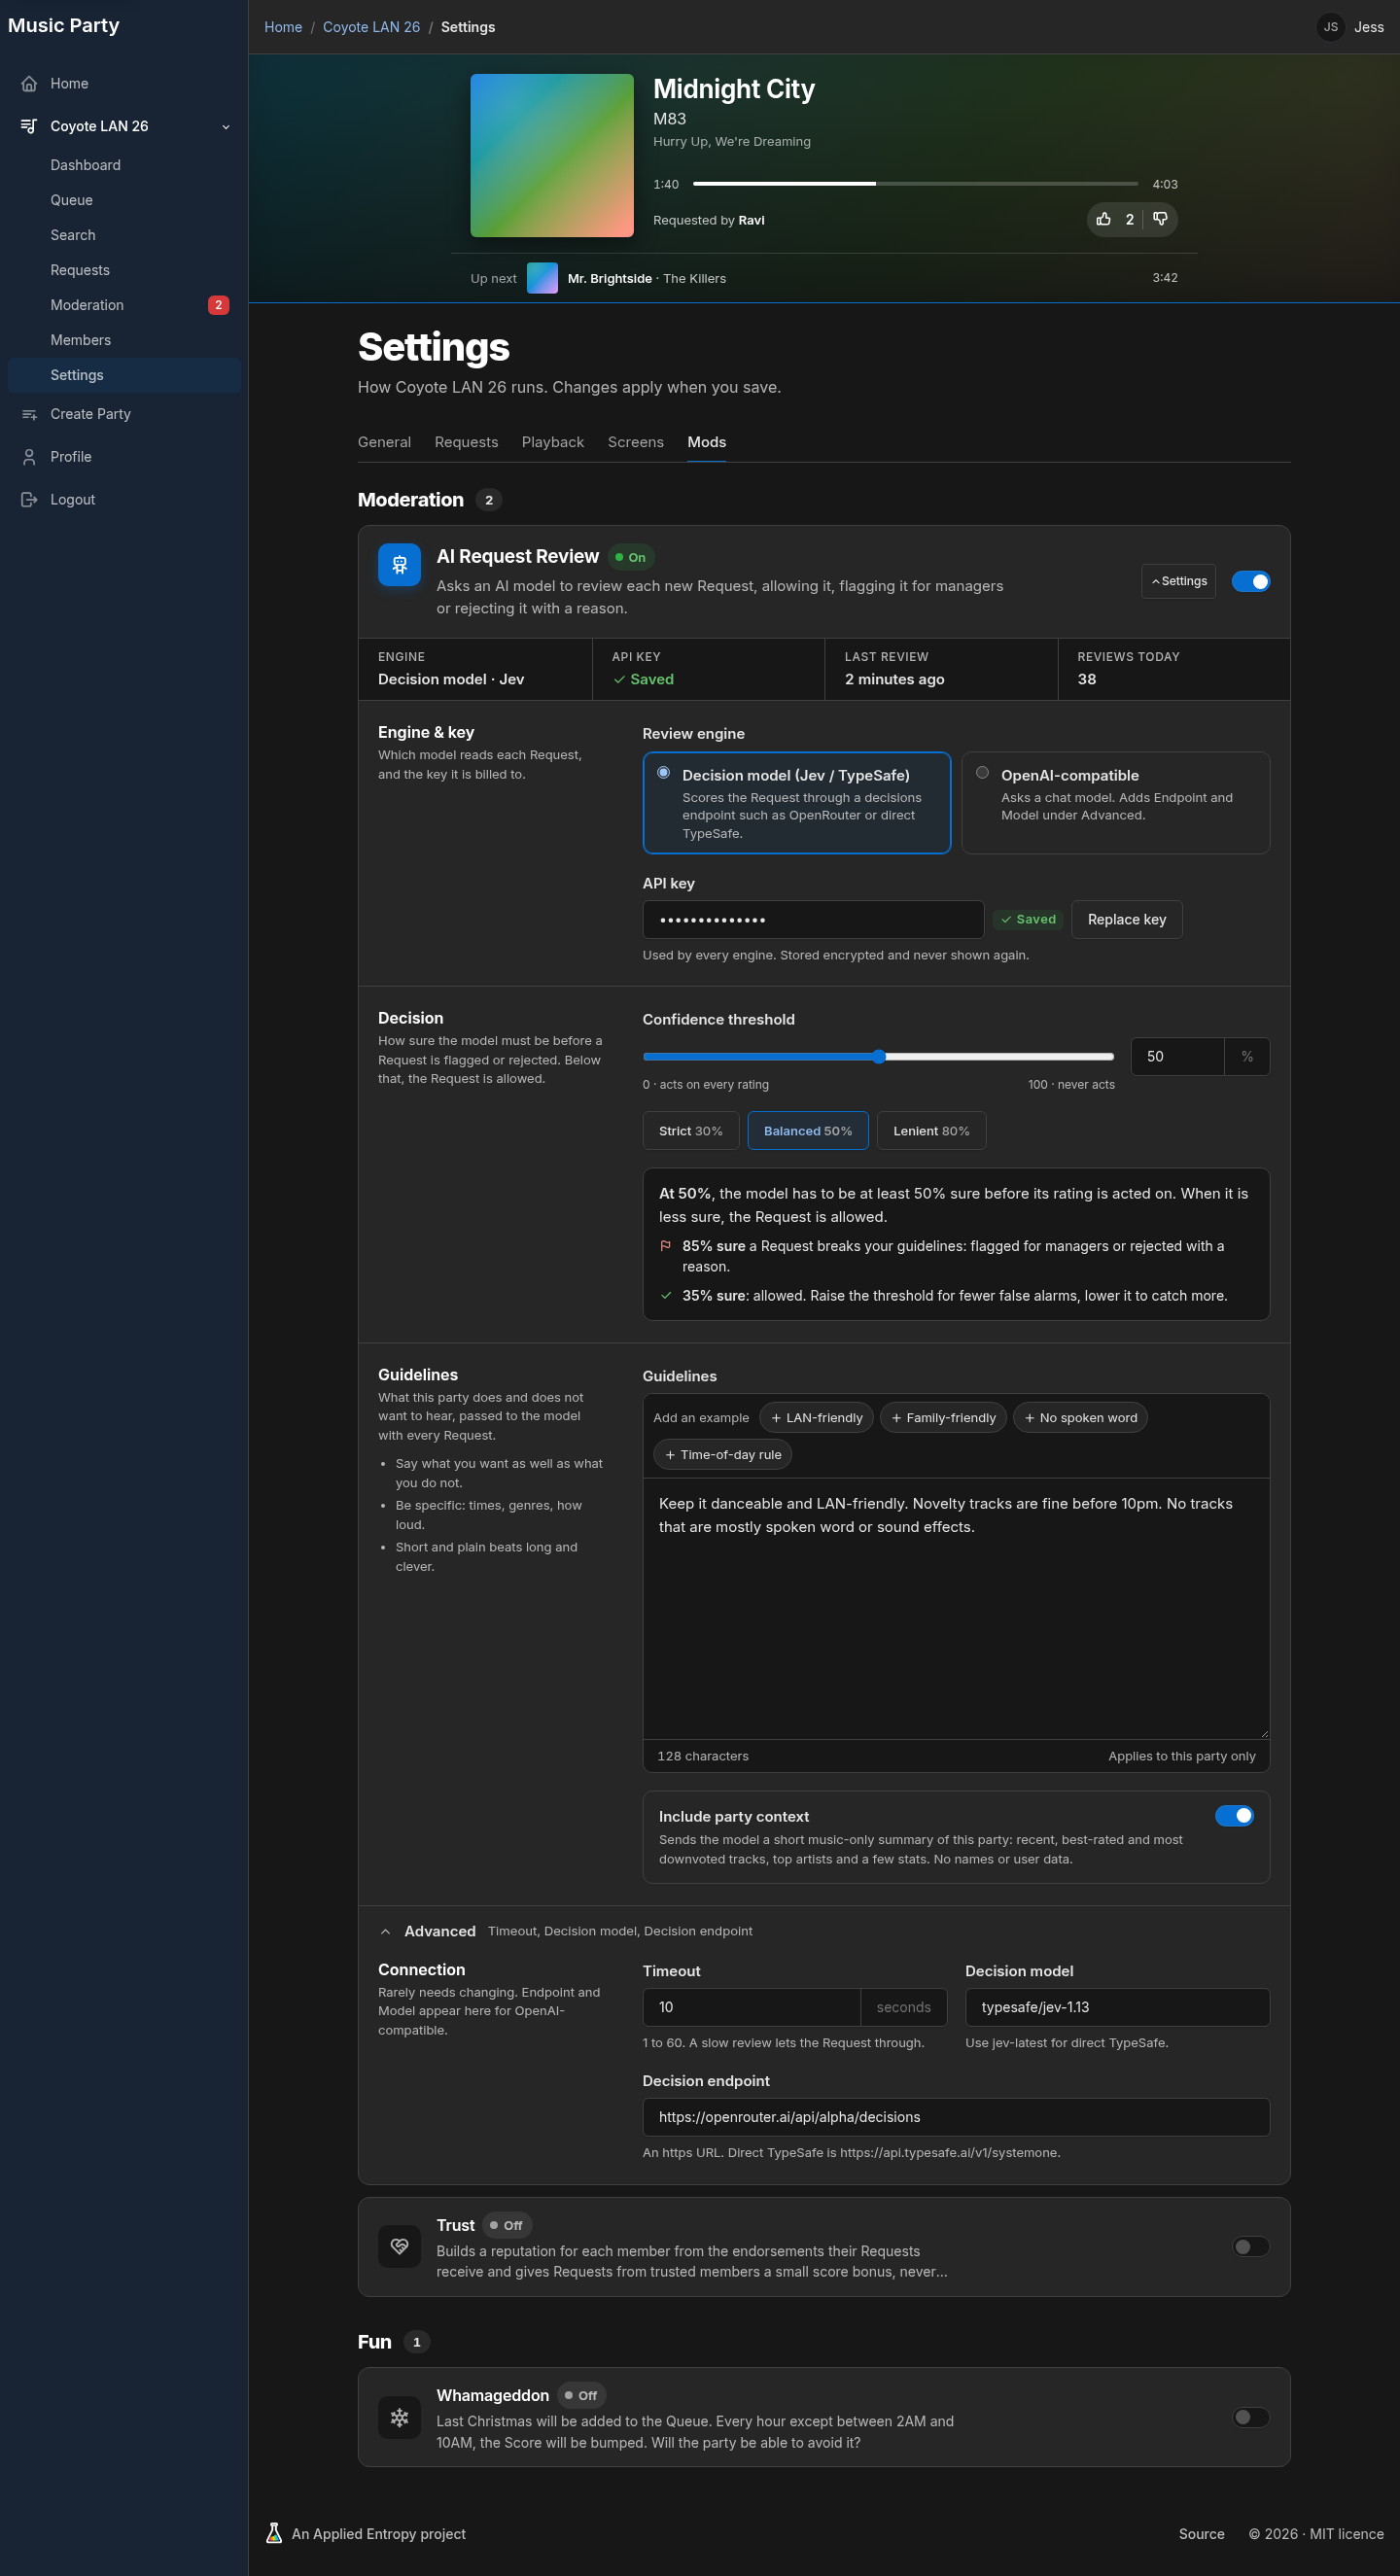 Music Party
Home
Coyote LAN 26
Dashboard
Queue
Search
Requests
Moderation 2
Members
Settings
Create Party
Profile
Logout
Home / Coyote LAN 26 / Settings
JS Jess
Midnight City
M83
Hurry Up, We're Dreaming
1:40 4:03
Requested by Ravi
2
Up next Mr. Brightside · The Killers 3:42
Settings
How Coyote LAN 26 runs. Changes apply when you save.
General Requests Playback Screens Mods
Moderation 2
AI Request Review On
Asks an AI model to review each new Request, allowing it, flagging it for managers
or rejecting it with a reason.
Settings
ENGINE
Decision model · Jev
API KEY
Saved
LAST REVIEW
2 minutes ago
REVIEWS TODAY
38
Engine & key
Which model reads each Request,
and the key it is billed to.
Review engine
Decision model (Jev / TypeSafe)
Scores the Request through a decisions
endpoint such as OpenRouter or direct
TypeSafe.
OpenAI-compatible
Asks a chat model. Adds Endpoint and
Model under Advanced.
API key
••••••••••••••
Saved
Replace key
Used by every engine. Stored encrypted and never shown again.
Decision
How sure the model must be before a
Request is flagged or rejected. Below
that, the Request is allowed.
Confidence threshold
50 %
0 · acts on every rating 100 · never acts
Strict 30% Balanced 50% Lenient 80%
At 50%, the model has to be at least 50% sure before its rating is acted on. When it is
less sure, the Request is allowed.
85% sure a Request breaks your guidelines: flagged for managers or rejected with a
reason.
35% sure: allowed. Raise the threshold for fewer false alarms, lower it to catch more.
Guidelines
What this party does and does not
want to hear, passed to the model
with every Request.
• Say what you want as well as what
you do not.
• Be specific: times, genres, how
loud.
• Short and plain beats long and
clever.
Guidelines
Add an example + LAN-friendly + Family-friendly + No spoken word
+ Time-of-day rule
Keep it danceable and LAN-friendly. Novelty tracks are fine before 10pm. No tracks
that are mostly spoken word or sound effects.
128 characters Applies to this party only
Include party context
Sends the model a short music-only summary of this party: recent, best-rated and most
downvoted tracks, top artists and a few stats. No names or user data.
Advanced Timeout, Decision model, Decision endpoint
Connection
Rarely needs changing. Endpoint and
Model appear here for OpenAI-
compatible.
Timeout
10 seconds
1 to 60. A slow review lets the Request through.
Decision model
typesafe/jev-1.13
Use jev-latest for direct TypeSafe.
Decision endpoint
https://openrouter.ai/api/alpha/decisions
An https URL. Direct TypeSafe is https://api.typesafe.ai/v1/systemone.
Trust Off
Builds a reputation for each member from the endorsements their Requests
receive and gives Requests from trusted members a small score bonus, never…
Fun 1
Whamageddon Off
Last Christmas will be added to the Queue. Every hour except between 2AM and
10AM, the Score will be bumped. Will the party be able to avoid it?
An Applied Entropy project
Source © 2026 · MIT licence